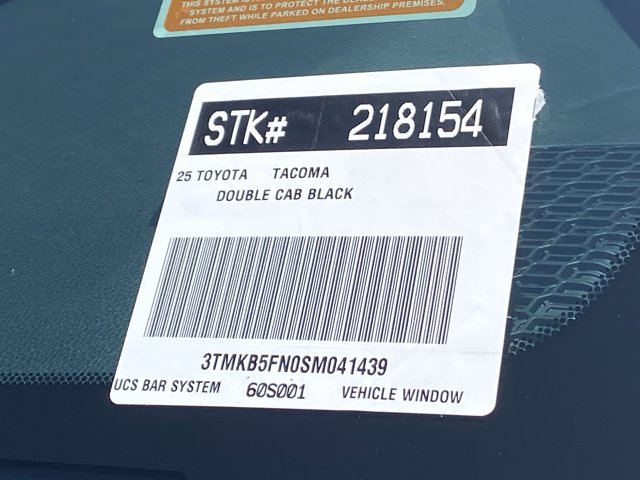 SYSTEM AND IS TO PROTECT THE
FROM THEFT WHILE PARKED ON DEALERSHIP PREMISES.
STK# 218154
25 TOYOTA TACOMA
DOUBLE CAB BLACK
3TMKB5FN0SM041439
UCS BAR SYSTEM 60S001 VEHICLE WINDOW